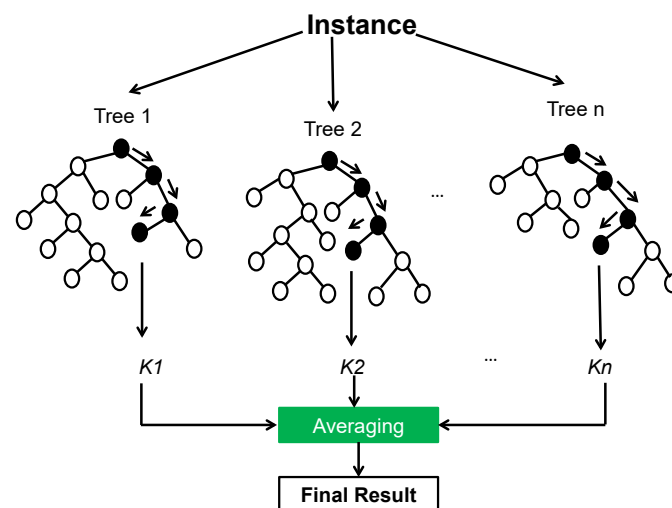 Instance
Tree 1
Tree 2
Tree n
...
K1
K2
...
Kn
Averaging
Final Result